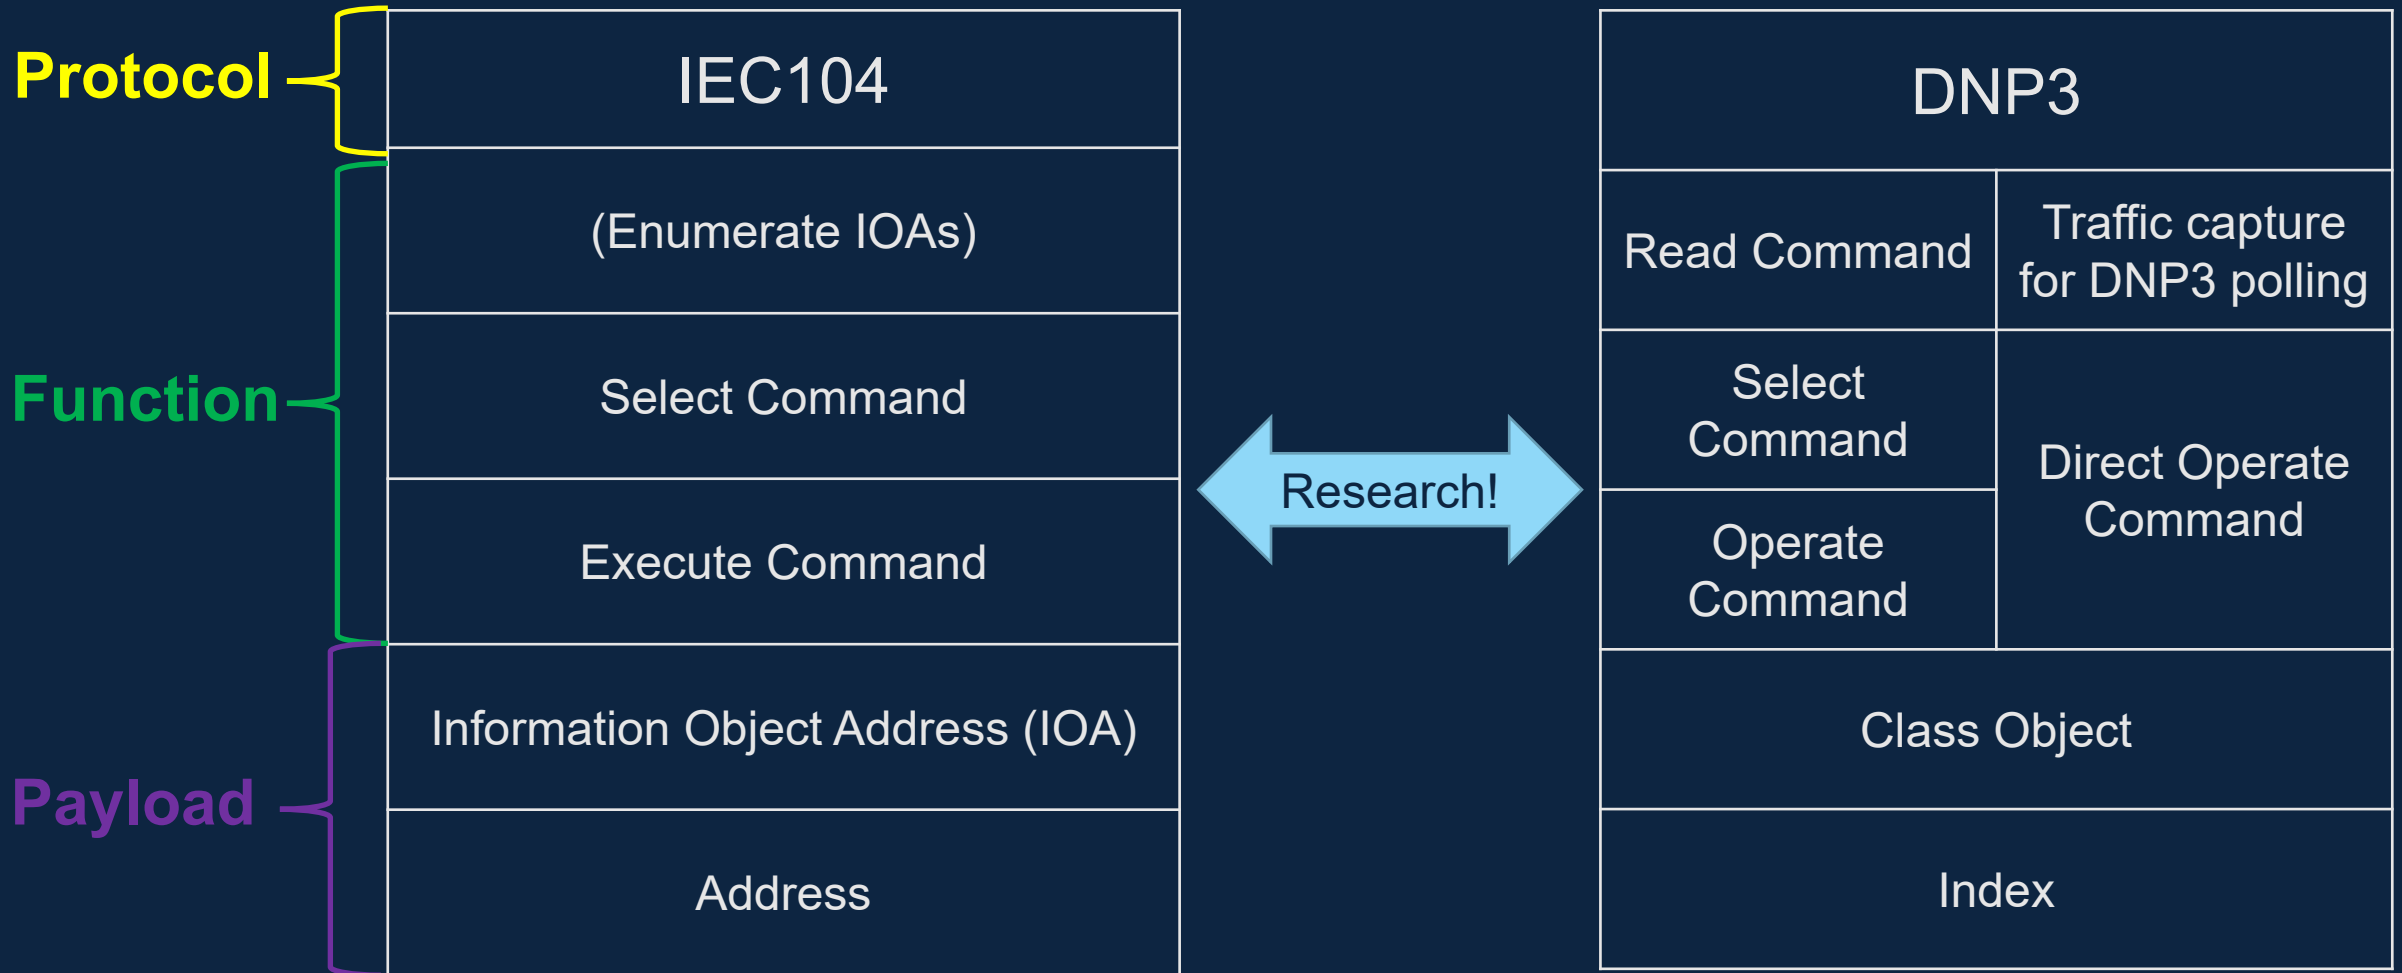 Protocol
Function
Payload
IEC104
(Enumerate IOAs)
Select Command
Execute Command
Information Object Address (IOA)
Address
Research!
DNP3
Read Command
Traffic capture
for DNP3 polling
Select
Command
Operate
Command
Direct Operate
Command
Class Object
Index